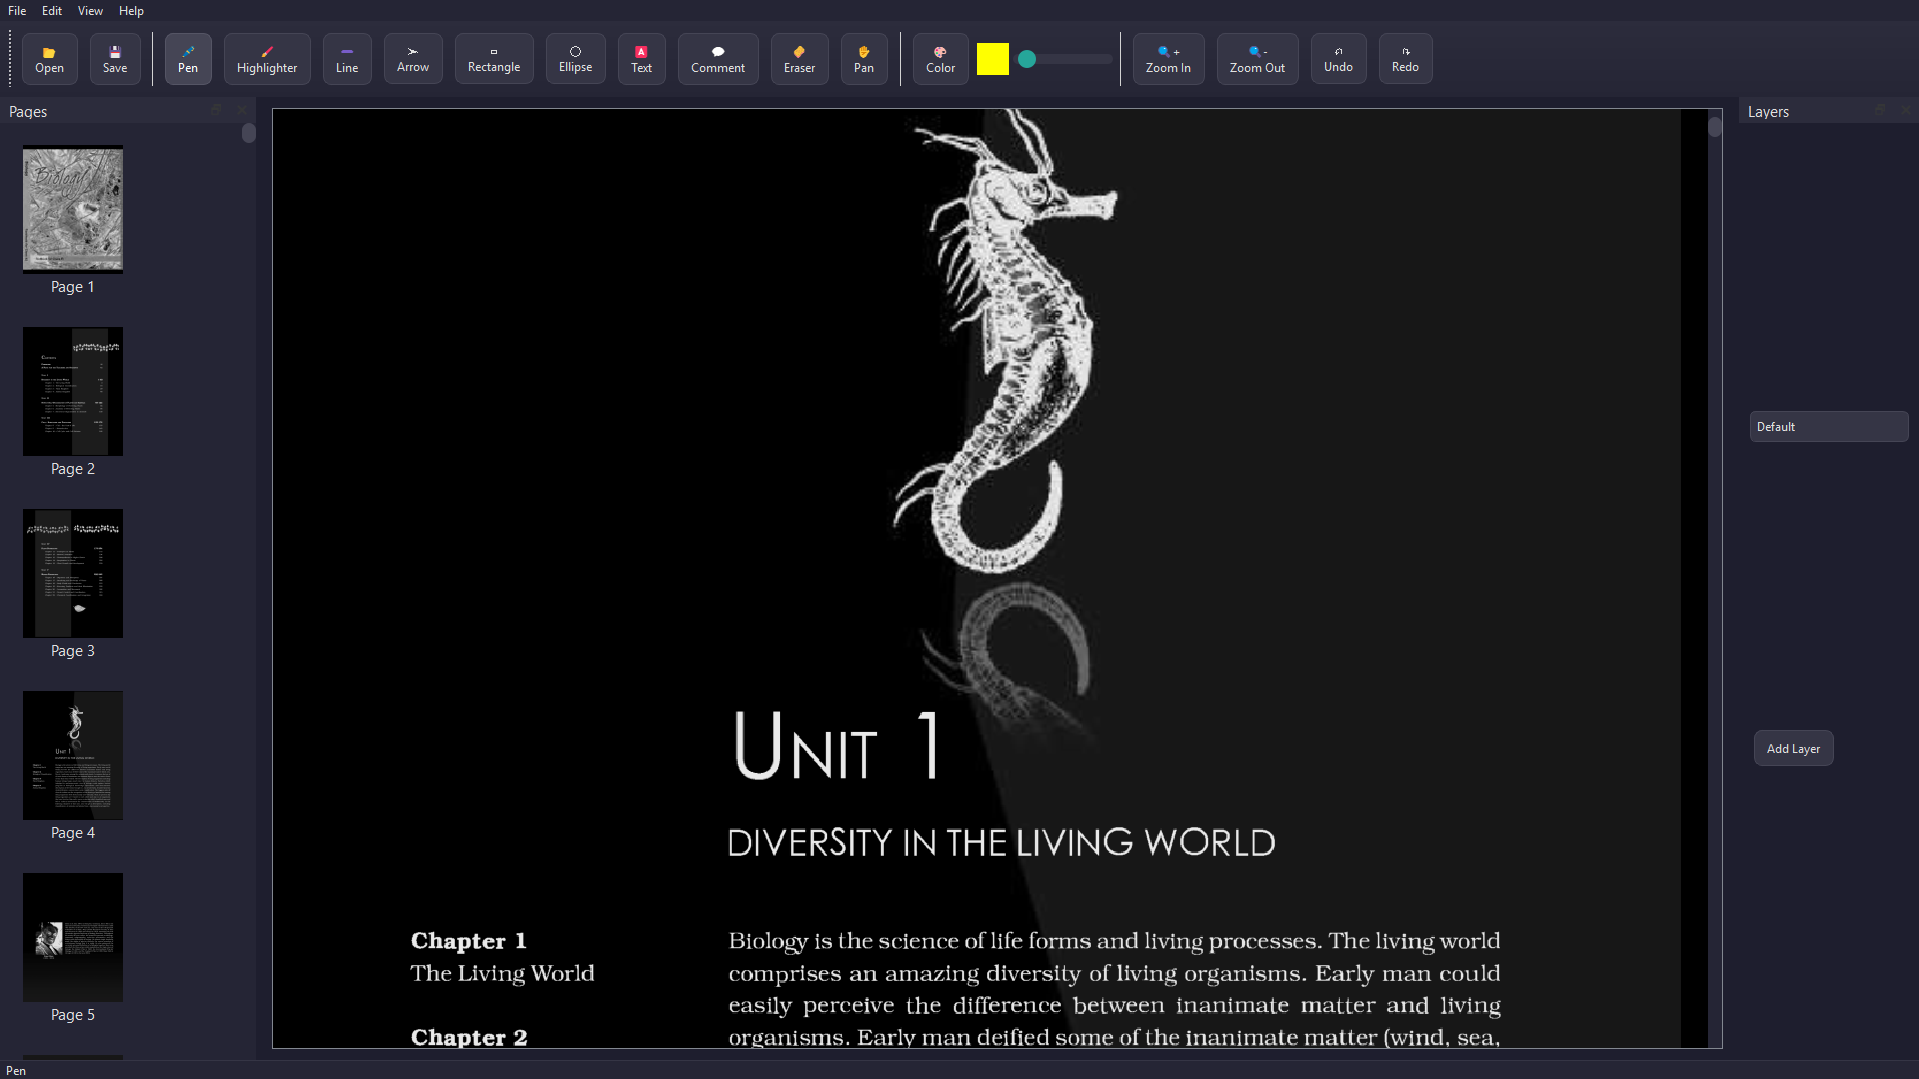 File Edit View Help
Open Save Pen Highlighter Line Arrow Rectangle Ellipse Text Comment Eraser Pan Color Zoom In Zoom Out Undo Redo
Pages
Biology
Page 1
Page 2
Page 3
Page 4
Page 5
UNIT 1
DIVERSITY IN THE LIVING WORLD
Chapter 1
The Living World
Chapter 2
Biology is the science of life forms and living processes. The living world
comprises an amazing diversity of living organisms. Early man could
easily perceive the difference between inanimate matter and living
organisms. Early man deified some of the inanimate matter (wind, sea,
Layers
Default
Add Layer
Pen